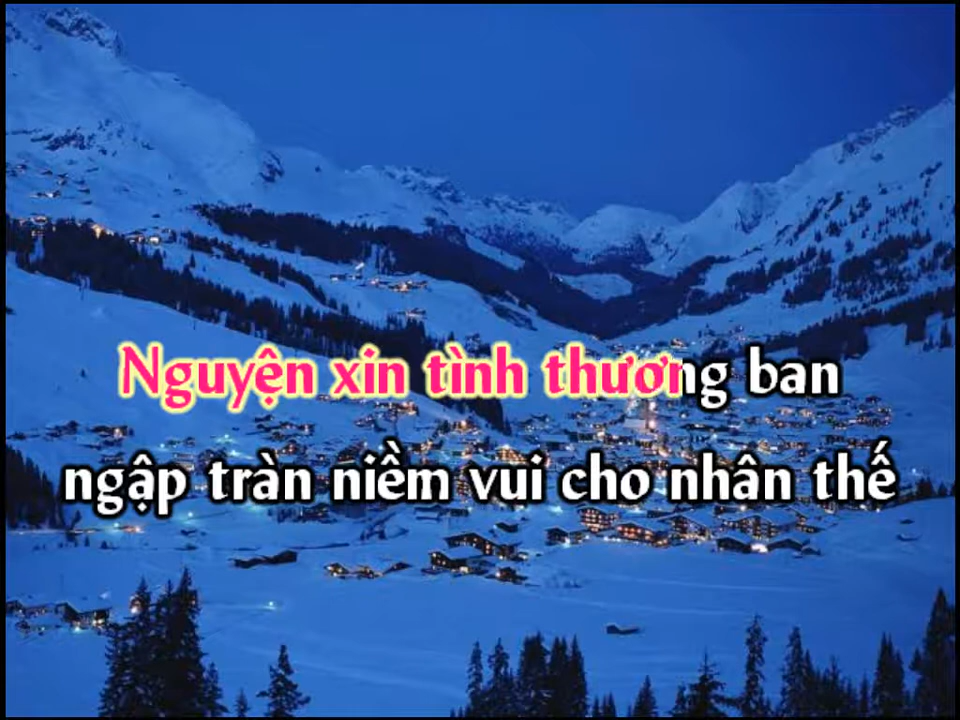 Nguyện xin tình thương ban
ngập tràn niềm vui cho nhân thế